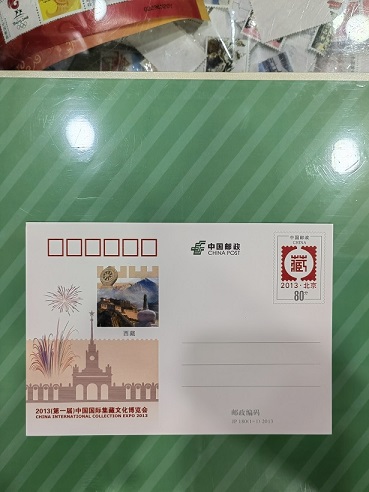 中国邮政
CHINA POST
中国邮政
CHINA
藏
2013·北京
80分
西藏
2013(第一届)中国国际集藏文化博览会
CHINA INTERNATIONAL COLLECTION EXPO 2013
邮政编码